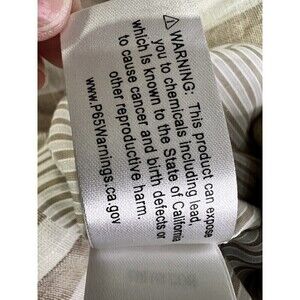 ⚠ WARNING: This product can expose
you to chemicals including lead,
which is known to the State of California
to cause cancer and birth defects or
other reproductive harm.
www.P65Warnings.ca.gov